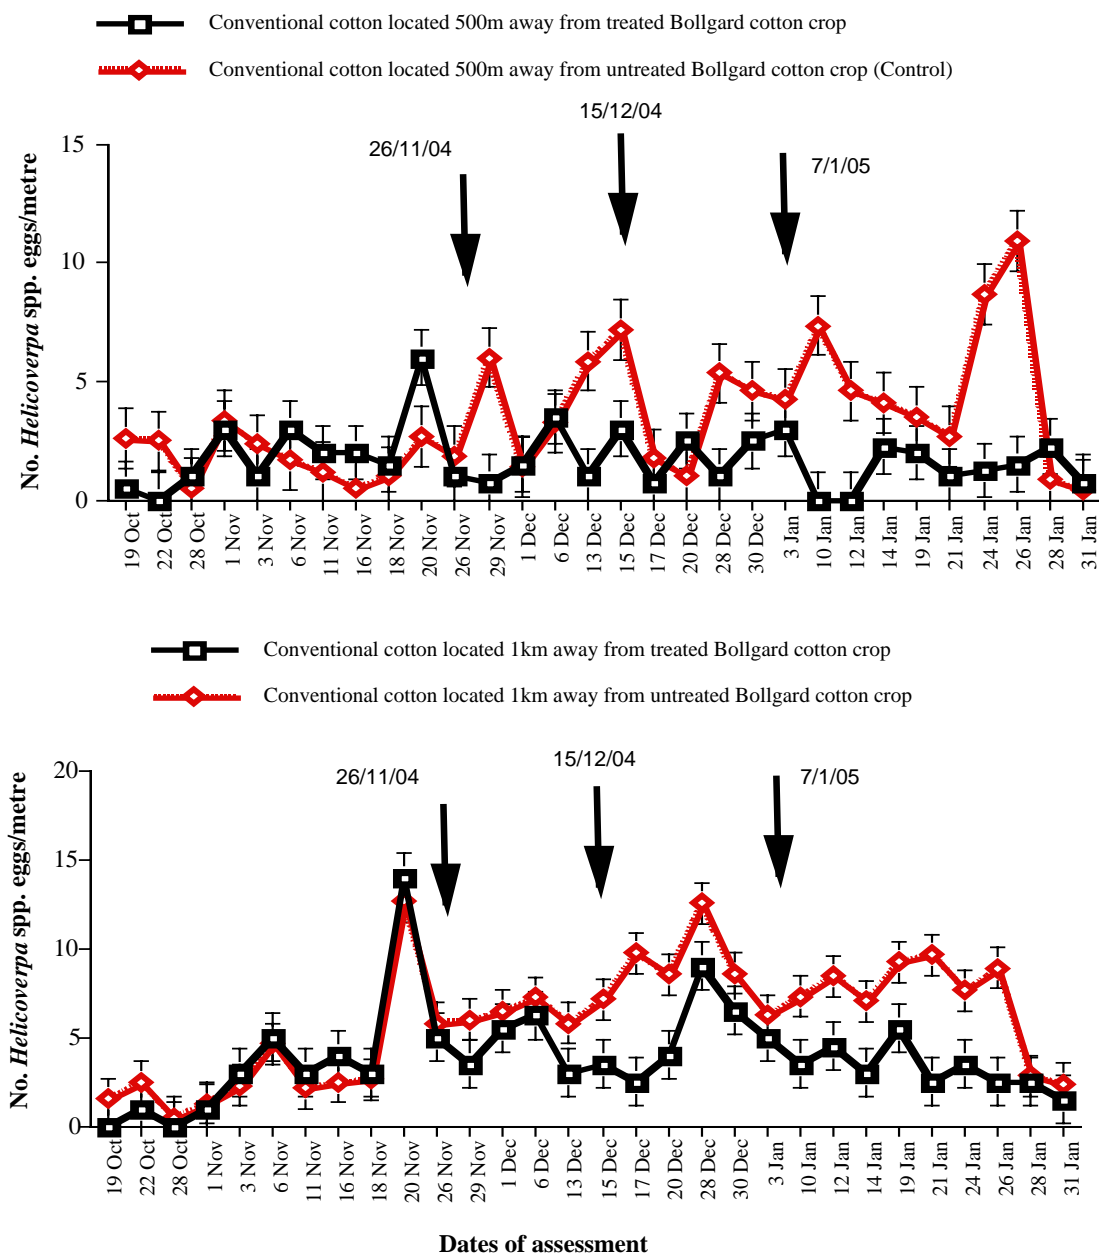 Conventional cotton located 500m away from treated Bollgard cotton crop
Conventional cotton located 500m away from untreated Bollgard cotton crop (Control)
15/12/04
26/11/04
7/1/05
No. Helicoverpa spp. eggs/metre
15
10
5
0
19 Oct
22 Oct
28 Oct
1 Nov
3 Nov
6 Nov
11 Nov
16 Nov
18 Nov
20 Nov
26 Nov
29 Nov
1 Dec
6 Dec
13 Dec
15 Dec
17 Dec
20 Dec
28 Dec
30 Dec
3 Jan
10 Jan
12 Jan
14 Jan
19 Jan
21 Jan
24 Jan
26 Jan
28 Jan
31 Jan
Conventional cotton located 1km away from treated Bollgard cotton crop
Conventional cotton located 1km away from untreated Bollgard cotton crop
15/12/04
26/11/04
7/1/05
No. Helicoverpa spp. eggs/metre
20
15
10
5
0
19 Oct
22 Oct
28 Oct
1 Nov
3 Nov
6 Nov
11 Nov
16 Nov
18 Nov
20 Nov
26 Nov
29 Nov
1 Dec
6 Dec
13 Dec
15 Dec
17 Dec
20 Dec
28 Dec
30 Dec
3 Jan
10 Jan
12 Jan
14 Jan
19 Jan
21 Jan
24 Jan
26 Jan
28 Jan
31 Jan
Dates of assessment